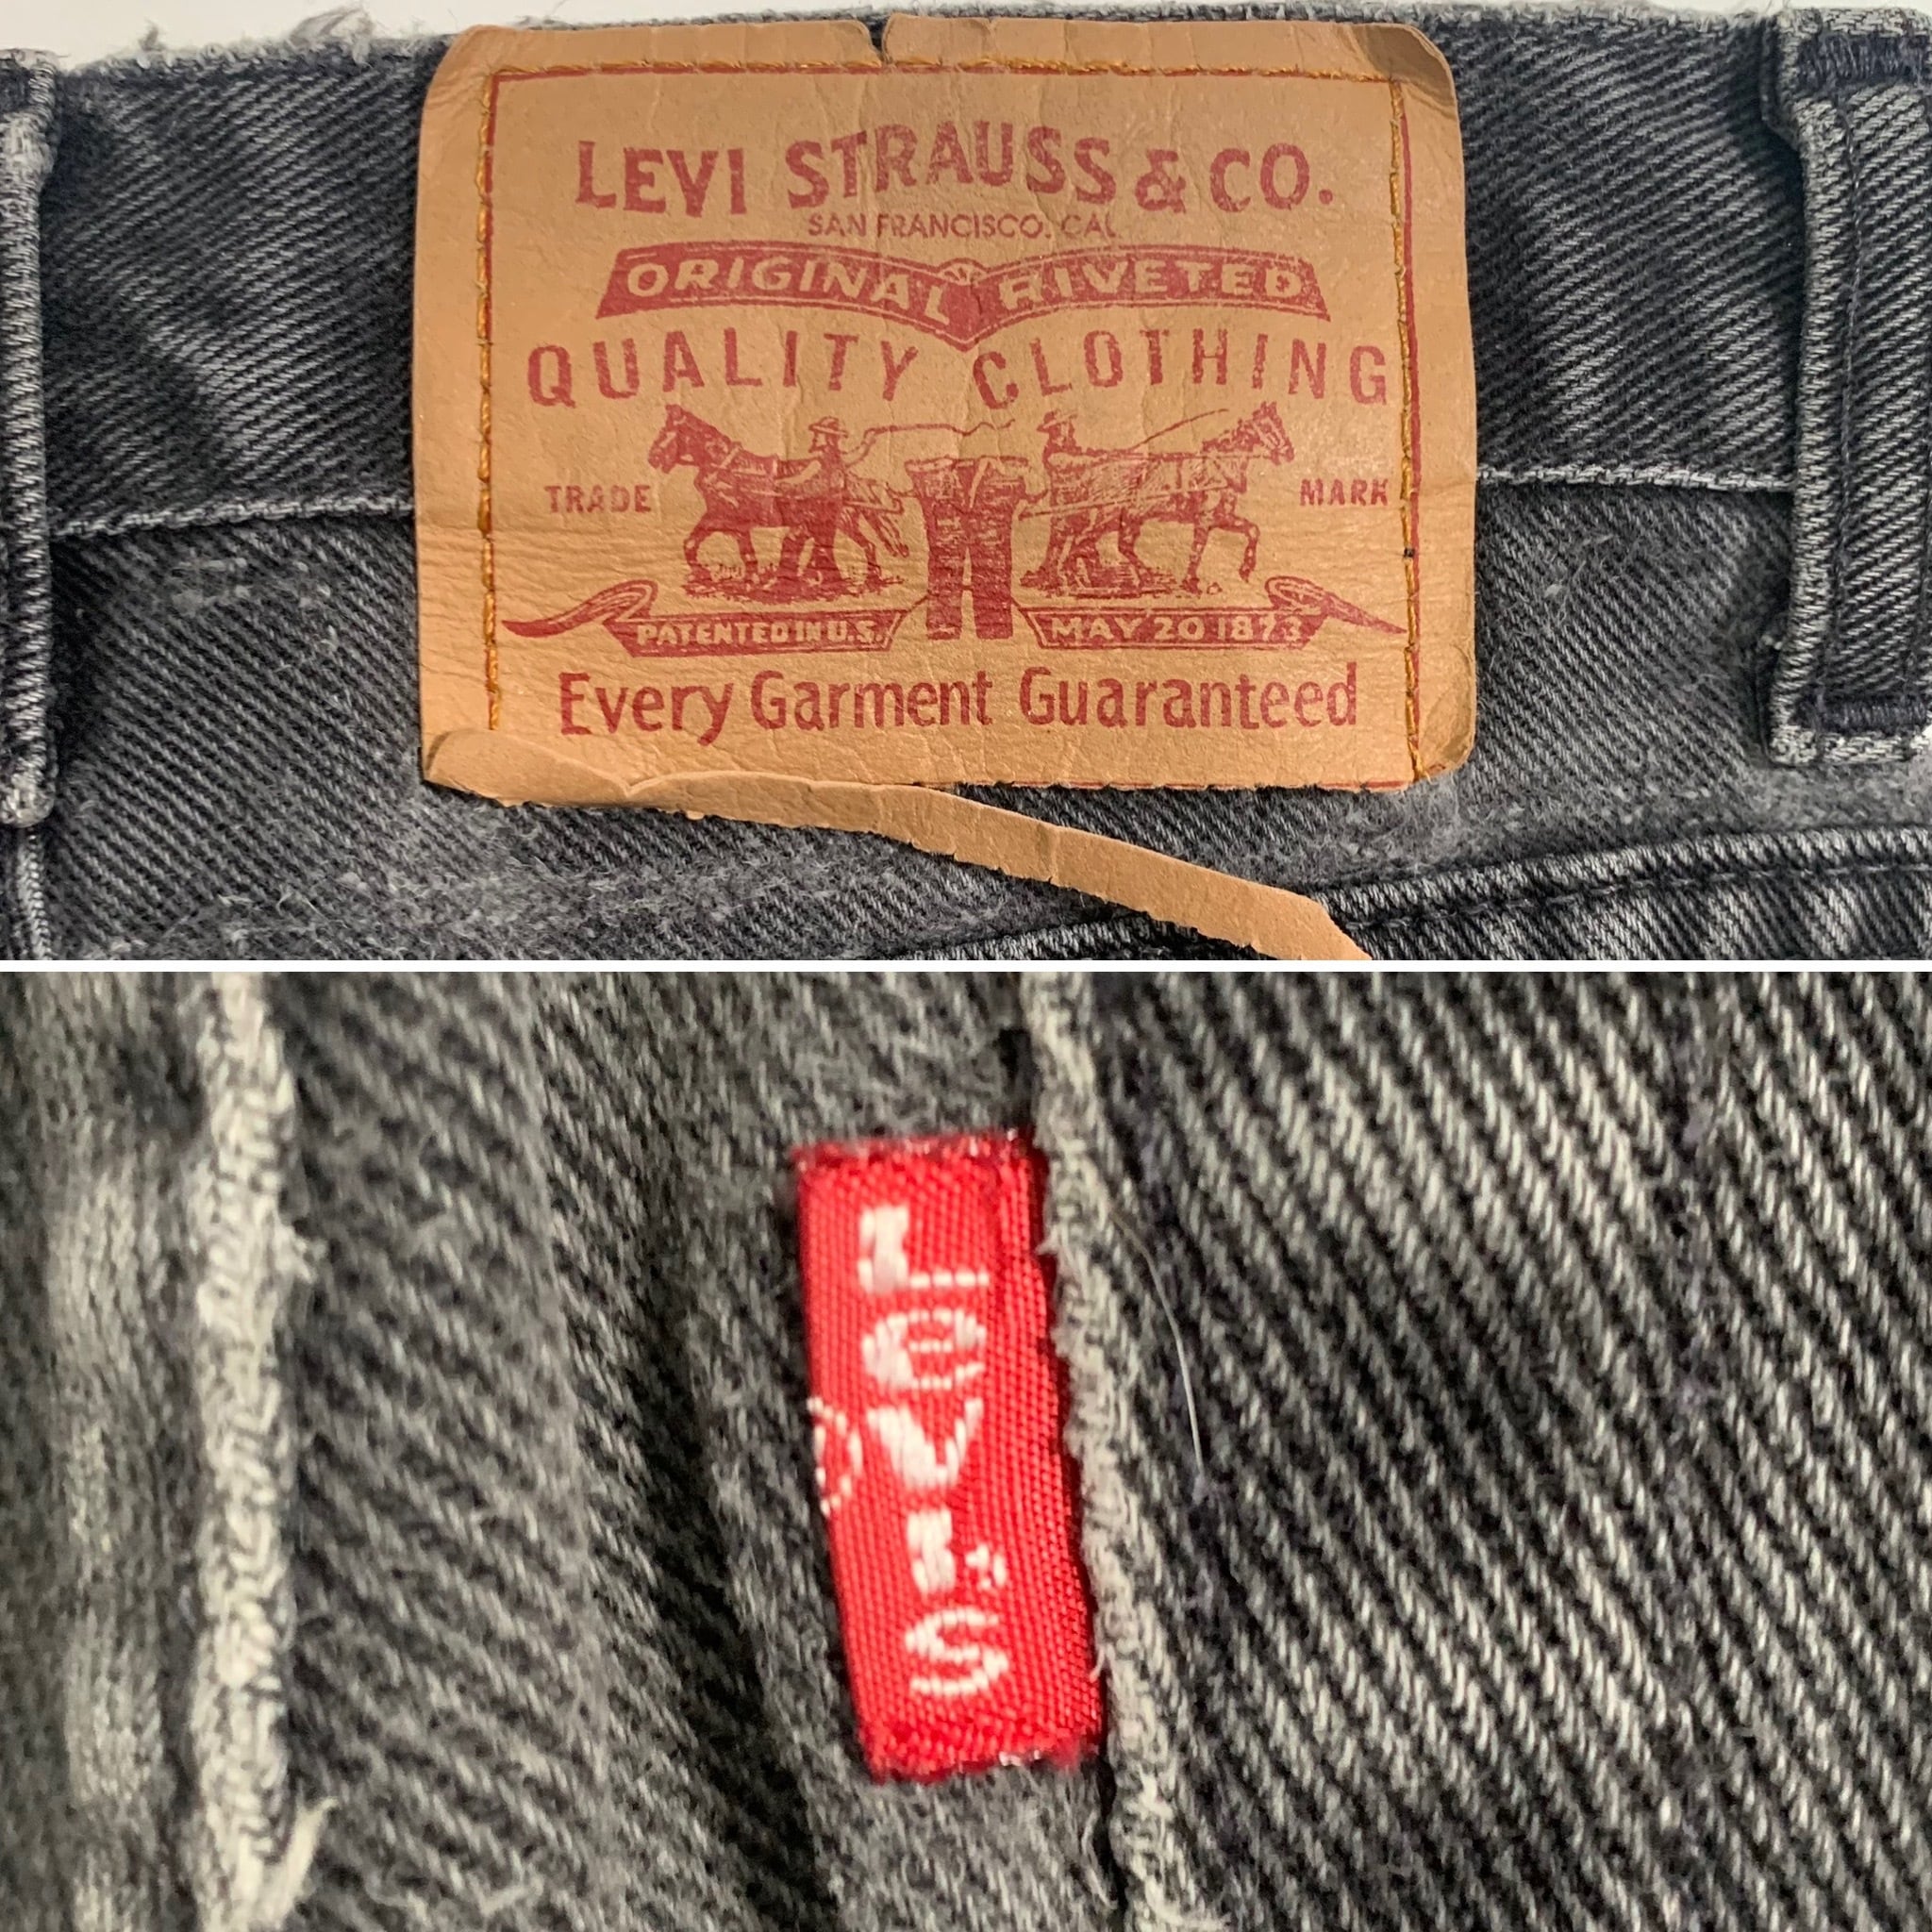 LEVI STRAUSS & CO.
SAN FRANCISCO. CAL
ORIGINAL RIVETED
QUALITY CLOTHING
TRADE MARK
PATENTED IN U.S. MAY 20 1873
Every Garment Guaranteed
LeVI'S